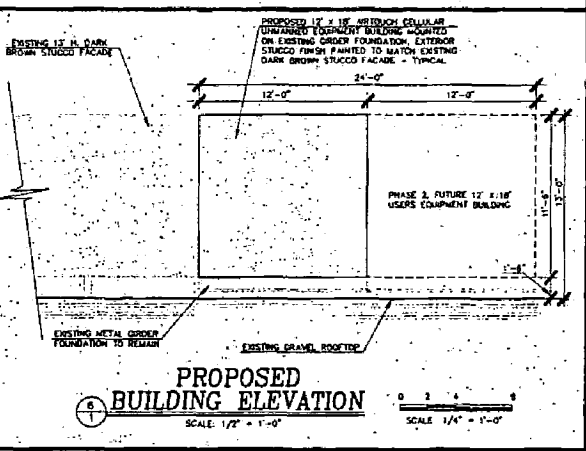 PROPOSED 12' X 18' AIRTOUCH CELLULAR
UNMANNED EQUIPMENT BUILDING MOUNTED
ON EXISTING GIRDER FOUNDATION, EXTERIOR
STUCCO FINISH PAINTED TO MATCH EXISTING
DARK BROWN STUCCO FACADE - TYPICAL
EXISTING 13' H. DARK
BROWN STUCCO FACADE
24'-0"
12'-0" 12'-0"
PHASE 2, FUTURE 12' X 18'
USERS EQUIPMENT BUILDING
11'-6"
13'-0"
1'-6"
EXISTING METAL GIRDER
FOUNDATION TO REMAIN
EXISTING GRAVEL ROOFTOP
PROPOSED
BUILDING ELEVATION
6
1
SCALE: 1/2" = 1'-0"
0 2 4 8
SCALE 1/4" = 1'-0"